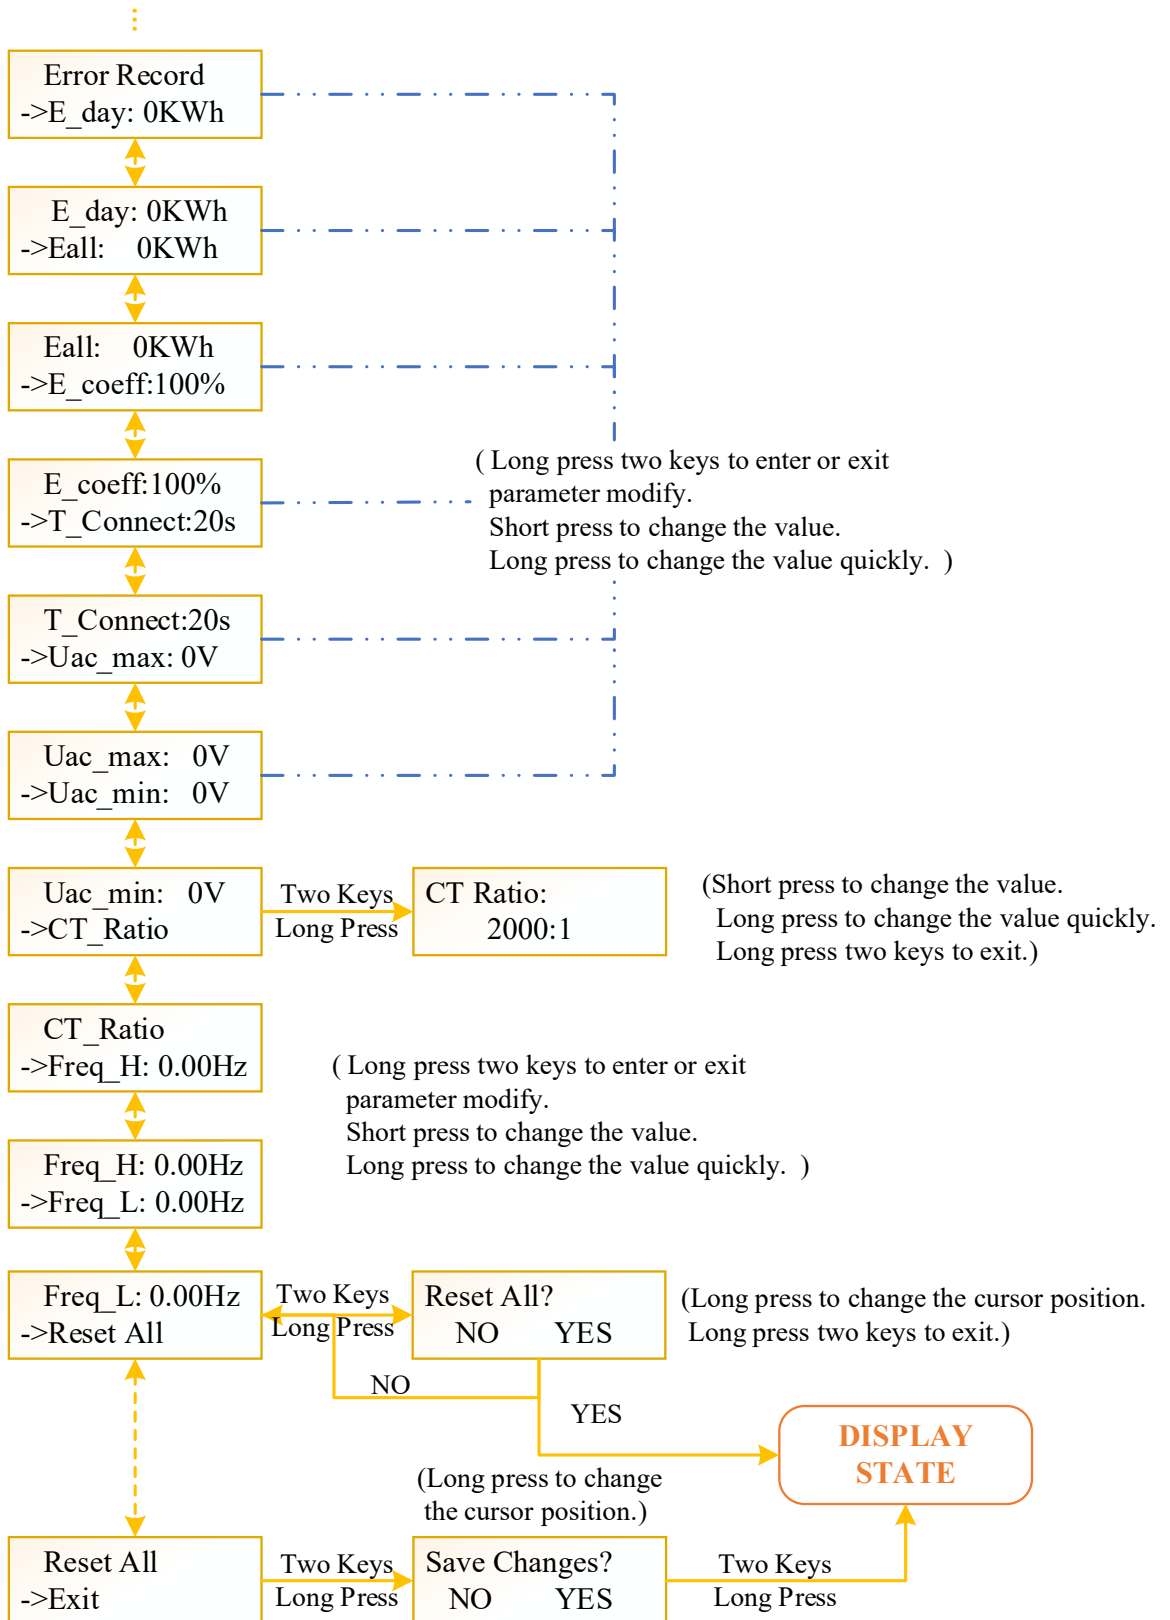 Error Record
->E_day: 0KWh
E_day: 0KWh
->Eall: 0KWh
Eall: 0KWh
->E_coeff:100%
E_coeff:100%
->T_Connect:20s
( Long press two keys to enter or exit
parameter modify.
Short press to change the value.
Long press to change the value quickly. )
T_Connect:20s
->Uac_max: 0V
Uac_max: 0V
->Uac_min: 0V
Uac_min: 0V
->CT_Ratio
Two Keys
Long Press
CT Ratio:
2000:1
(Short press to change the value.
Long press to change the value quickly.
Long press two keys to exit.)
CT_Ratio
->Freq_H: 0.00Hz
( Long press two keys to enter or exit
parameter modify.
Short press to change the value.
Long press to change the value quickly. )
Freq_H: 0.00Hz
->Freq_L: 0.00Hz
Freq_L: 0.00Hz
->Reset All
Two Keys
Long Press
Reset All?
NO YES
(Long press to change the cursor position.
Long press two keys to exit.)
NO
YES
DISPLAY
STATE
(Long press to change
the cursor position.)
Reset All
->Exit
Two Keys
Long Press
Save Changes?
NO YES
Two Keys
Long Press